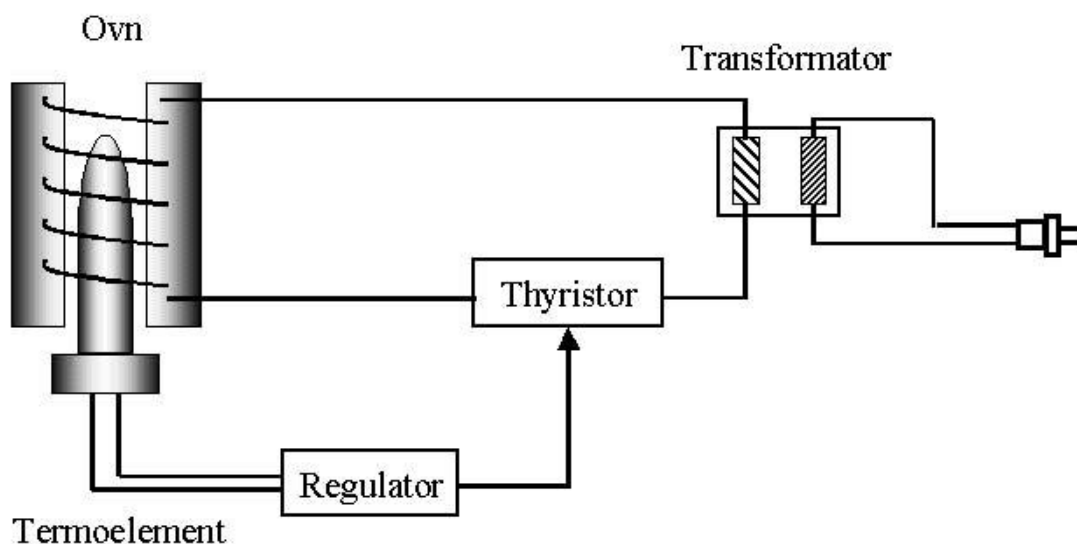 Ovn
Transformator
Thyristor
Regulator
Termoelement